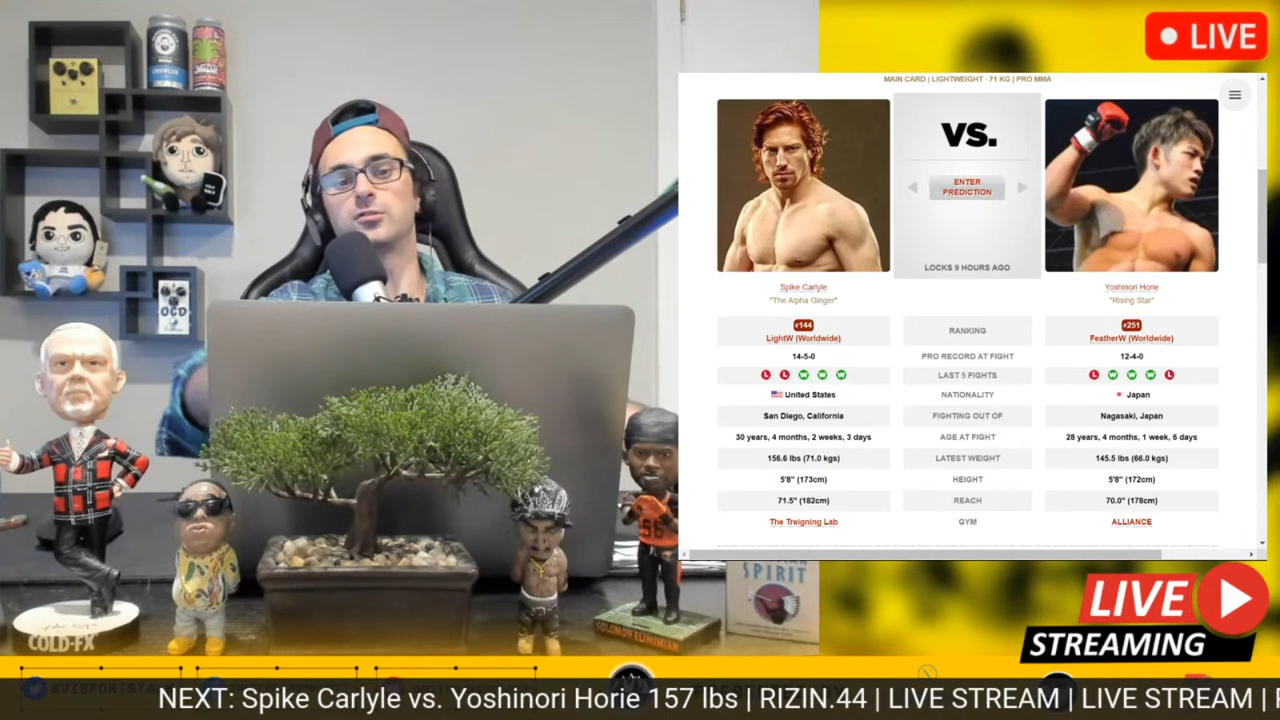 LIVE
MAIN CARD | LIGHTWEIGHT · 71 KG | PRO MMA
VS.
ENTER
PREDICTION
LOCKS 9 HOURS AGO
Spike Carlyle
Yoshinori Horie
"The Alpha Ginger"
"Rising Star"
#144
RANKING
#251
LightW (Worldwide)
FeatherW (Worldwide)
14-5-0
PRO RECORD AT FIGHT
12-4-0
L L W W W
LAST 5 FIGHTS
L W W W L
United States
NATIONALITY
Japan
San Diego, California
FIGHTING OUT OF
Nagasaki, Japan
30 years, 4 months, 2 weeks, 3 days
AGE AT FIGHT
28 years, 4 months, 1 week, 6 days
156.6 lbs (71.0 kgs)
LATEST WEIGHT
145.5 lbs (66.0 kgs)
5'8" (173cm)
HEIGHT
5'8" (172cm)
71.5" (182cm)
REACH
70.0" (178cm)
The Treigning Lab
GYM
ALLIANCE
CROWLER
OCD
56
SPIRIT
COLD-FX
SOLOMON ELIMIMIAN
LIVE
STREAMING
NEXT: Spike Carlyle vs. Yoshinori Horie 157 lbs | RIZIN.44 | LIVE STREAM | LIVE STREAM |